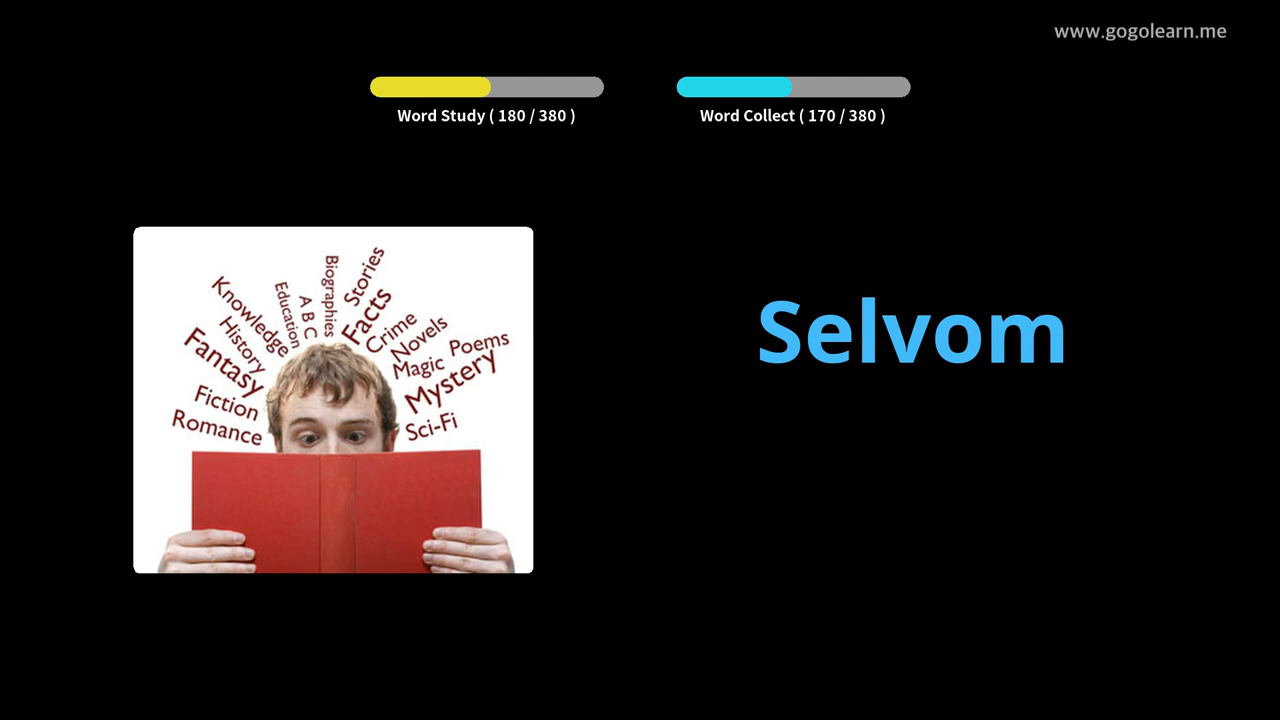 www.gogolearn.me
Word Study ( 180 / 380 )
Word Collect ( 170 / 380 )
Selvom
Biographies
Stories
Education
A B C
Facts
Knowledge
Crime
History
Novels
Poems
Fantasy
Magic
Mystery
Fiction
Romance
Sci-Fi